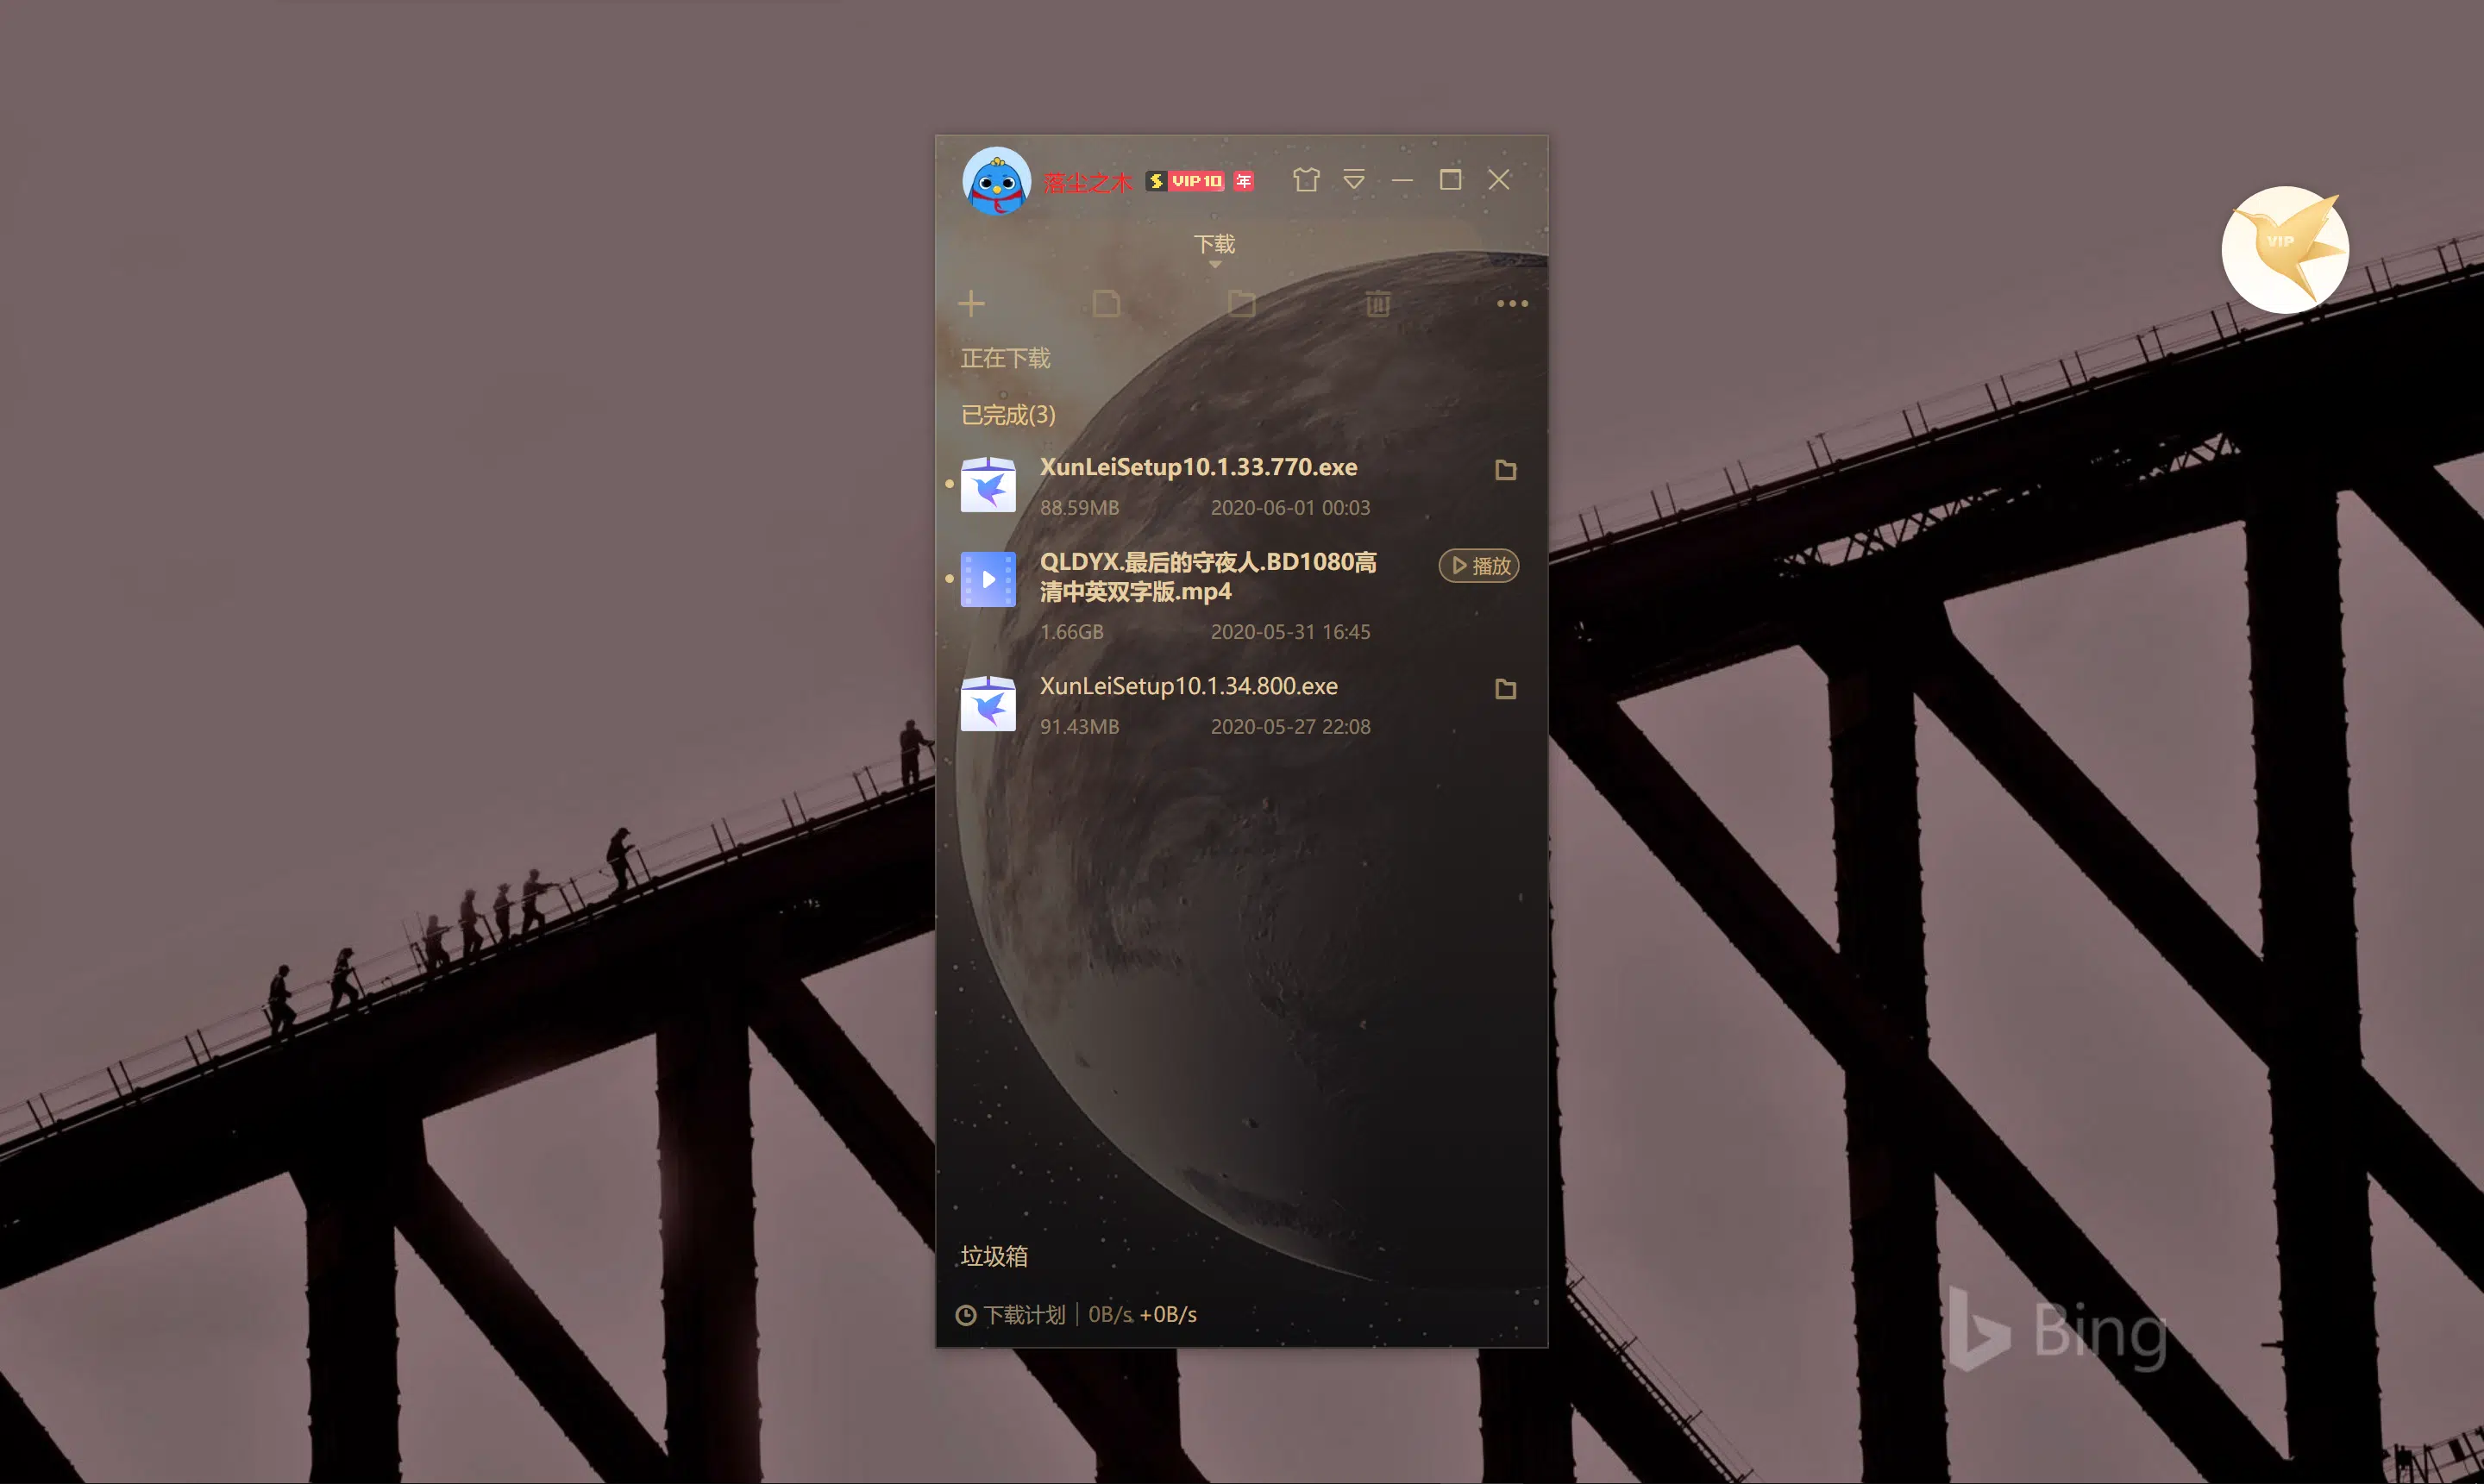 落尘之木 VIP10 年
下载
正在下载
已完成(3)
XunLeiSetup10.1.33.770.exe
88.59MB 2020-06-01 00:03
QLDYX.最后的守夜人.BD1080高
清中英双字版.mp4
播放
1.66GB 2020-05-31 16:45
XunLeiSetup10.1.34.800.exe
91.43MB 2020-05-27 22:08
垃圾箱
下载计划 0B/s +0B/s
VIP
Bing